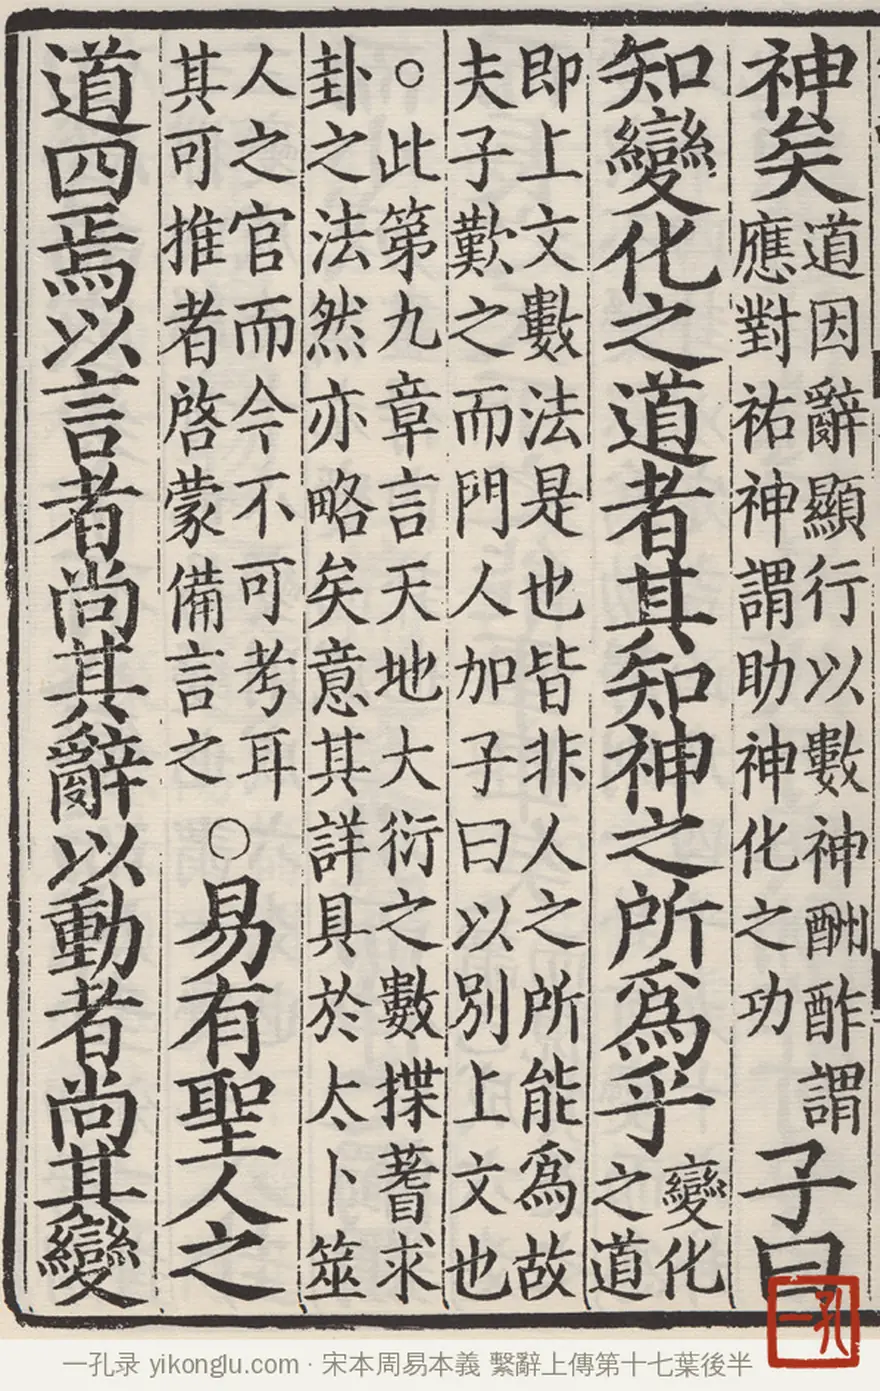 神矣道因辭顯行以數神酬酢謂應對祐神謂助神化之功子曰
知變化之道者其知神之所爲乎變化之道
即上文數法是也皆非人之所能爲故
夫子歎之而門人加子曰以別上文也
○此第九章言天地大衍之數揲蓍求
卦之法然亦略矣意其詳具於太卜筮
人之官而今不可考耳其可推者啓蒙備言之○易有聖人之
道四焉以言者尚其辭以動者尚其變
一孔
一孔录 yikonglu.com · 宋本周易本義 繫辭上傳第十七葉後半